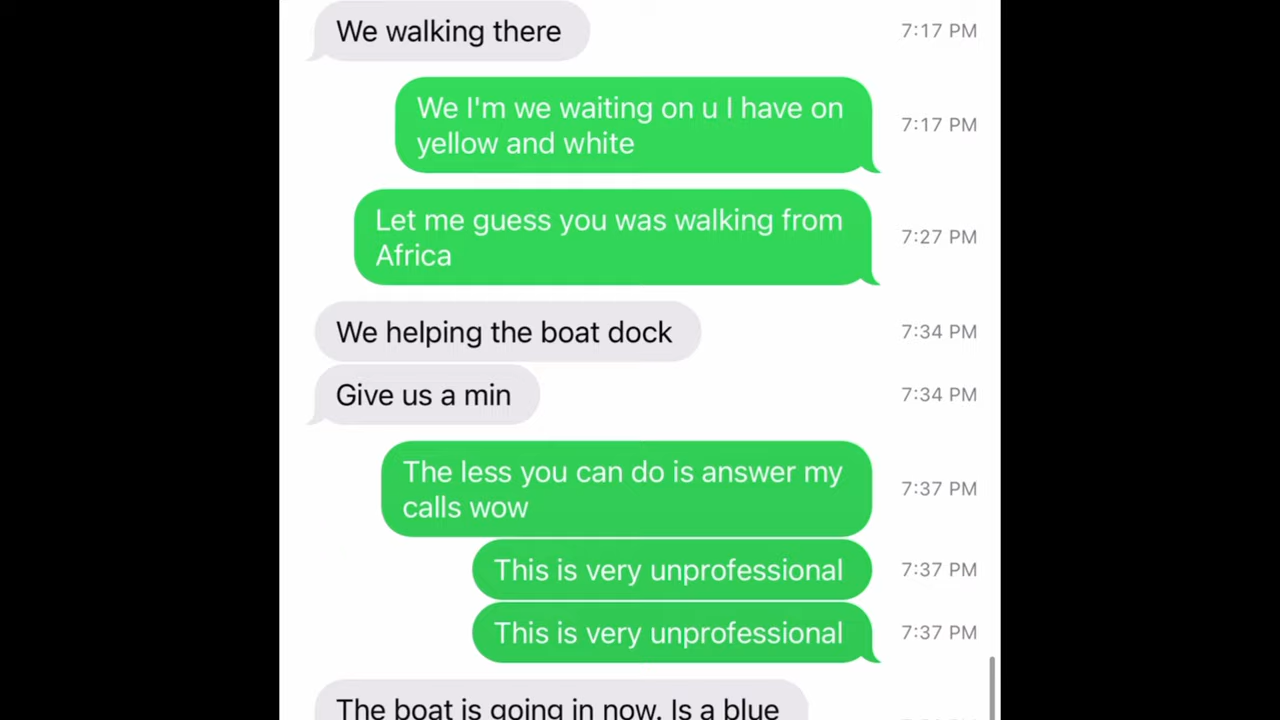 We walking there
7:17 PM
We I'm we waiting on u I have on
yellow and white
7:17 PM
Let me guess you was walking from
Africa
7:27 PM
We helping the boat dock
7:34 PM
Give us a min
7:34 PM
The less you can do is answer my
calls wow
7:37 PM
This is very unprofessional
7:37 PM
This is very unprofessional
7:37 PM
The boat is going in now. Is a blue